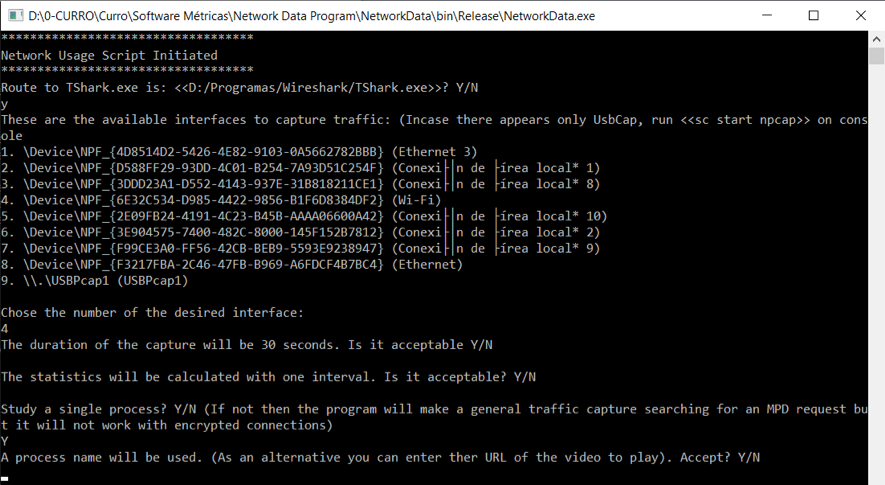 D:\0-CURRO\Curro\Software Métricas\Network Data Program\NetworkData\bin\Release\NetworkData.exe
***********************************
Network Usage Script Initiated
***********************************
Route to TShark.exe is: <<D:/Programas/Wireshark/TShark.exe>>? Y/N
y
These are the available interfaces to capture traffic: (Incase there appears only UsbCap, run <<sc start npcap>> on cons
ole
1. \Device\NPF_{4D8514D2-5426-4E82-9103-0A5662782BBB} (Ethernet 3)
2. \Device\NPF_{D588FF29-93DD-4C01-B254-7A93D51C254F} (Conexi├│n de ├írea local* 1)
3. \Device\NPF_{3DDD23A1-D552-4143-937E-31B818211CE1} (Conexi├│n de ├írea local* 8)
4. \Device\NPF_{6E32C534-D985-4422-9856-B1F6D8384DF2} (Wi-Fi)
5. \Device\NPF_{2E09FB24-4191-4C23-B45B-AAAA06600A42} (Conexi├│n de ├írea local* 10)
6. \Device\NPF_{3E904575-7400-482C-8000-145F152B7812} (Conexi├│n de ├írea local* 2)
7. \Device\NPF_{F99CE3A0-FF56-42CB-BEB9-5593E9238947} (Conexi├│n de ├írea local* 9)
8. \Device\NPF_{F3217FBA-2C46-47FB-B969-A6FDCF4B7BC4} (Ethernet)
9. \\.\USBPcap1 (USBPcap1)
Chose the number of the desired interface:
4
The duration of the capture will be 30 seconds. Is it acceptable Y/N
The statistics will be calculated with one interval. Is it acceptable? Y/N
Study a single process? Y/N (If not then the program will make a general traffic capture searching for an MPD request bu
t it will not work with encrypted connections)
Y
A process name will be used. (As an alternative you can enter ther URL of the video to play). Accept? Y/N